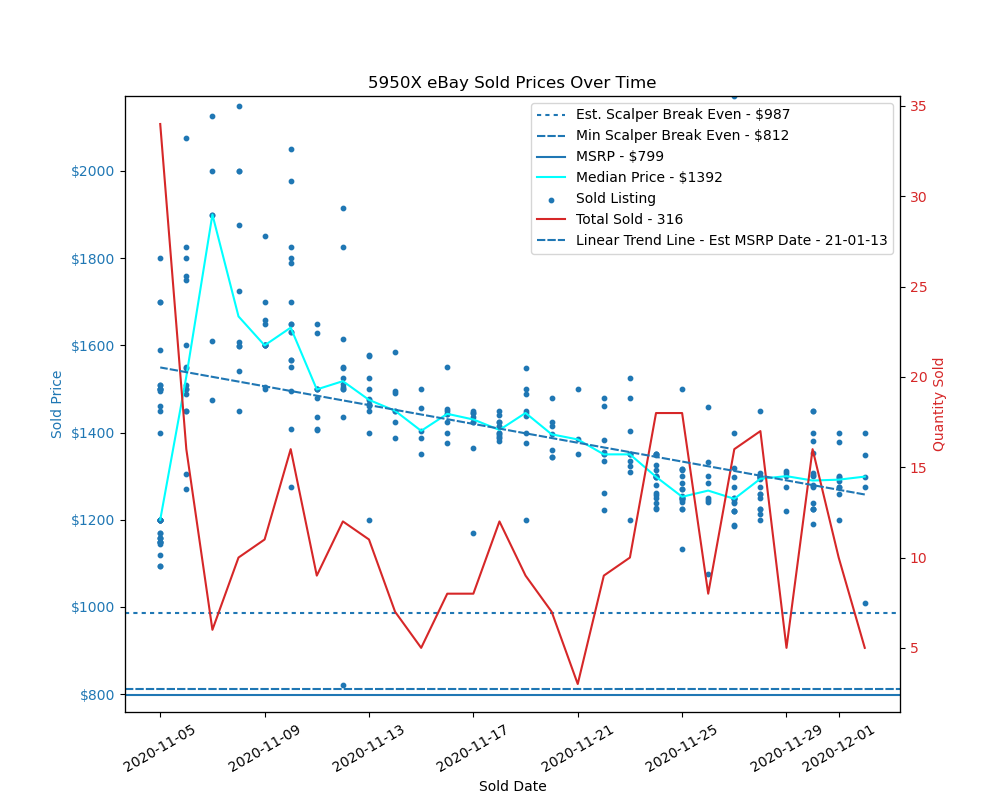 5950X eBay Sold Prices Over Time
Est. Scalper Break Even - $987
Min Scalper Break Even - $812
MSRP - $799
Median Price - $1392
Sold Listing
Total Sold - 316
Linear Trend Line - Est MSRP Date - 21-01-13
Sold Price
$2000
$1800
$1600
$1400
$1200
$1000
$800
35
30
25
20
15
10
5
Quantity Sold
2020-11-05
2020-11-09
2020-11-13
2020-11-17
2020-11-21
2020-11-25
2020-11-29
2020-12-01
Sold Date